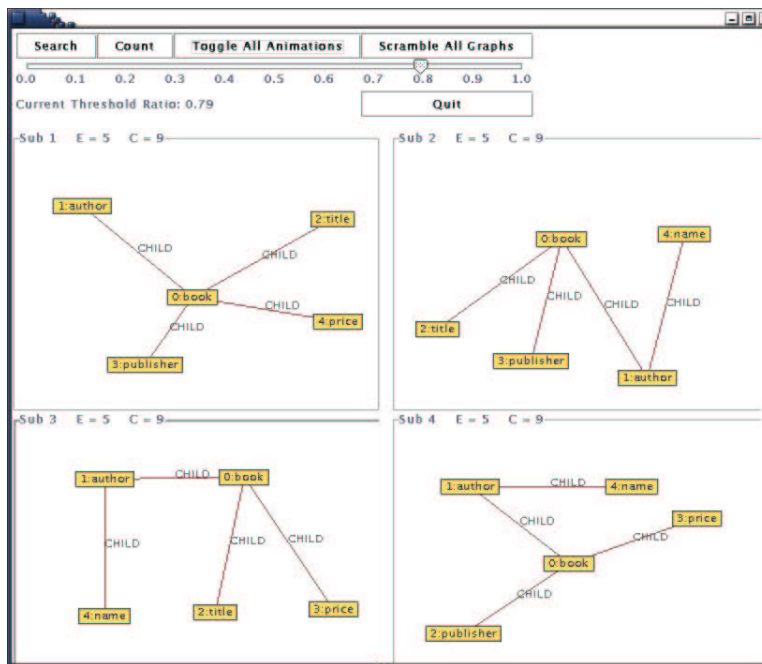 Search Count Toggle All Animations Scramble All Graphs
0.0 0.1 0.2 0.3 0.4 0.5 0.6 0.7 0.8 0.9 1.0
Current Threshold Ratio: 0.79 Quit
Sub 1 E = 5 C = 9
1:author
2:title
CHILD
CHILD
0:book
CHILD
4:price
CHILD
3:publisher
Sub 2 E = 5 C = 9
0:book
4:name
CHILD
CHILD
CHILD
CHILD
2:title
3:publisher
1:author
Sub 3 E = 5 C = 9
1:author
CHILD
0:book
CHILD
CHILD
CHILD
4:name
2:title
3:price
Sub 4 E = 5 C = 9
1:author
CHILD
4:name
3:price
CHILD
CHILD
0:book
CHILD
2:publisher